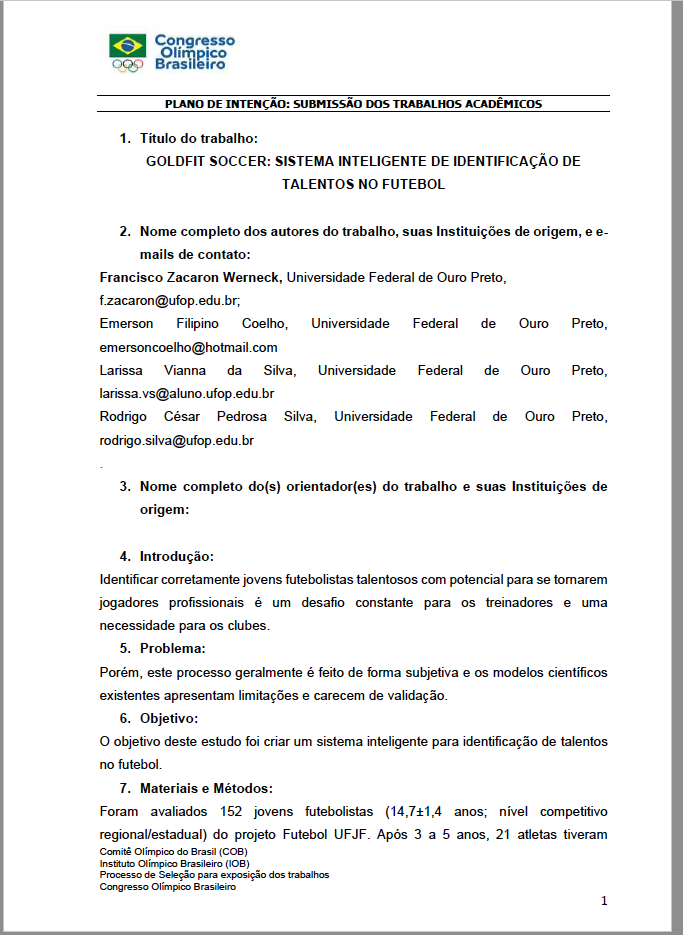 Congresso
Olímpico
Brasileiro
PLANO DE INTENÇÃO: SUBMISSÃO DOS TRABALHOS ACADÊMICOS
1. Título do trabalho:
GOLDFIT SOCCER: SISTEMA INTELIGENTE DE IDENTIFICAÇÃO DE
TALENTOS NO FUTEBOL
2. Nome completo dos autores do trabalho, suas Instituições de origem, e e-
mails de contato:
Francisco Zacaron Werneck, Universidade Federal de Ouro Preto,
f.zacaron@ufop.edu.br;
Emerson Filipino Coelho, Universidade Federal de Ouro Preto,
emersoncoelho@hotmail.com
Larissa Vianna da Silva, Universidade Federal de Ouro Preto,
larissa.vs@aluno.ufop.edu.br
Rodrigo César Pedrosa Silva, Universidade Federal de Ouro Preto,
rodrigo.silva@ufop.edu.br
.
3. Nome completo do(s) orientador(es) do trabalho e suas Instituições de
origem:
4. Introdução:
Identificar corretamente jovens futebolistas talentosos com potencial para se tornarem
jogadores profissionais é um desafio constante para os treinadores e uma
necessidade para os clubes.
5. Problema:
Porém, este processo geralmente é feito de forma subjetiva e os modelos científicos
existentes apresentam limitações e carecem de validação.
6. Objetivo:
O objetivo deste estudo foi criar um sistema inteligente para identificação de talentos
no futebol.
7. Materiais e Métodos:
Foram avaliados 152 jovens futebolistas (14,7±1,4 anos; nível competitivo
regional/estadual) do projeto Futebol UFJF. Após 3 a 5 anos, 21 atletas tiveram
Comitê Olímpico do Brasil (COB)
Instituto Olímpico Brasileiro (IOB)
Processo de Seleção para exposição dos trabalhos
Congresso Olímpico Brasileiro
1